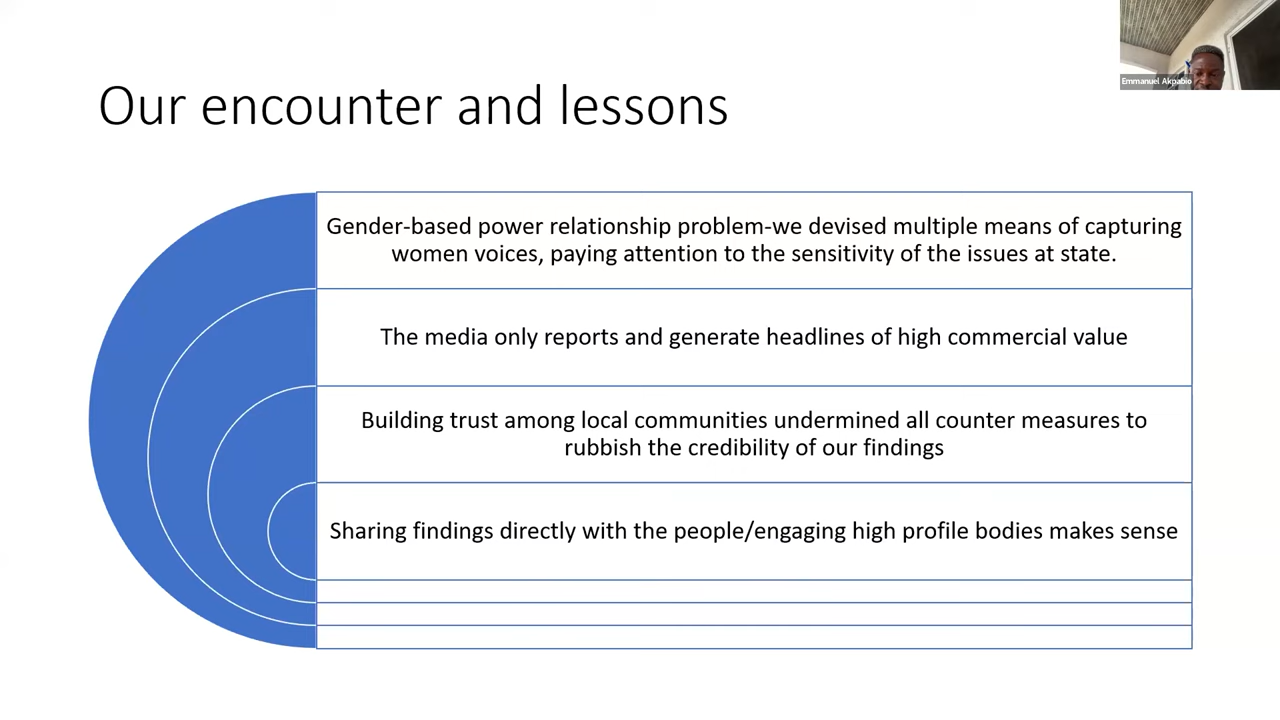 Emmanuel Akpabio
Our encounter and lessons
Gender-based power relationship problem-we devised multiple means of capturing
women voices, paying attention to the sensitivity of the issues at state.
The media only reports and generate headlines of high commercial value
Building trust among local communities undermined all counter measures to
rubbish the credibility of our findings
Sharing findings directly with the people/engaging high profile bodies makes sense